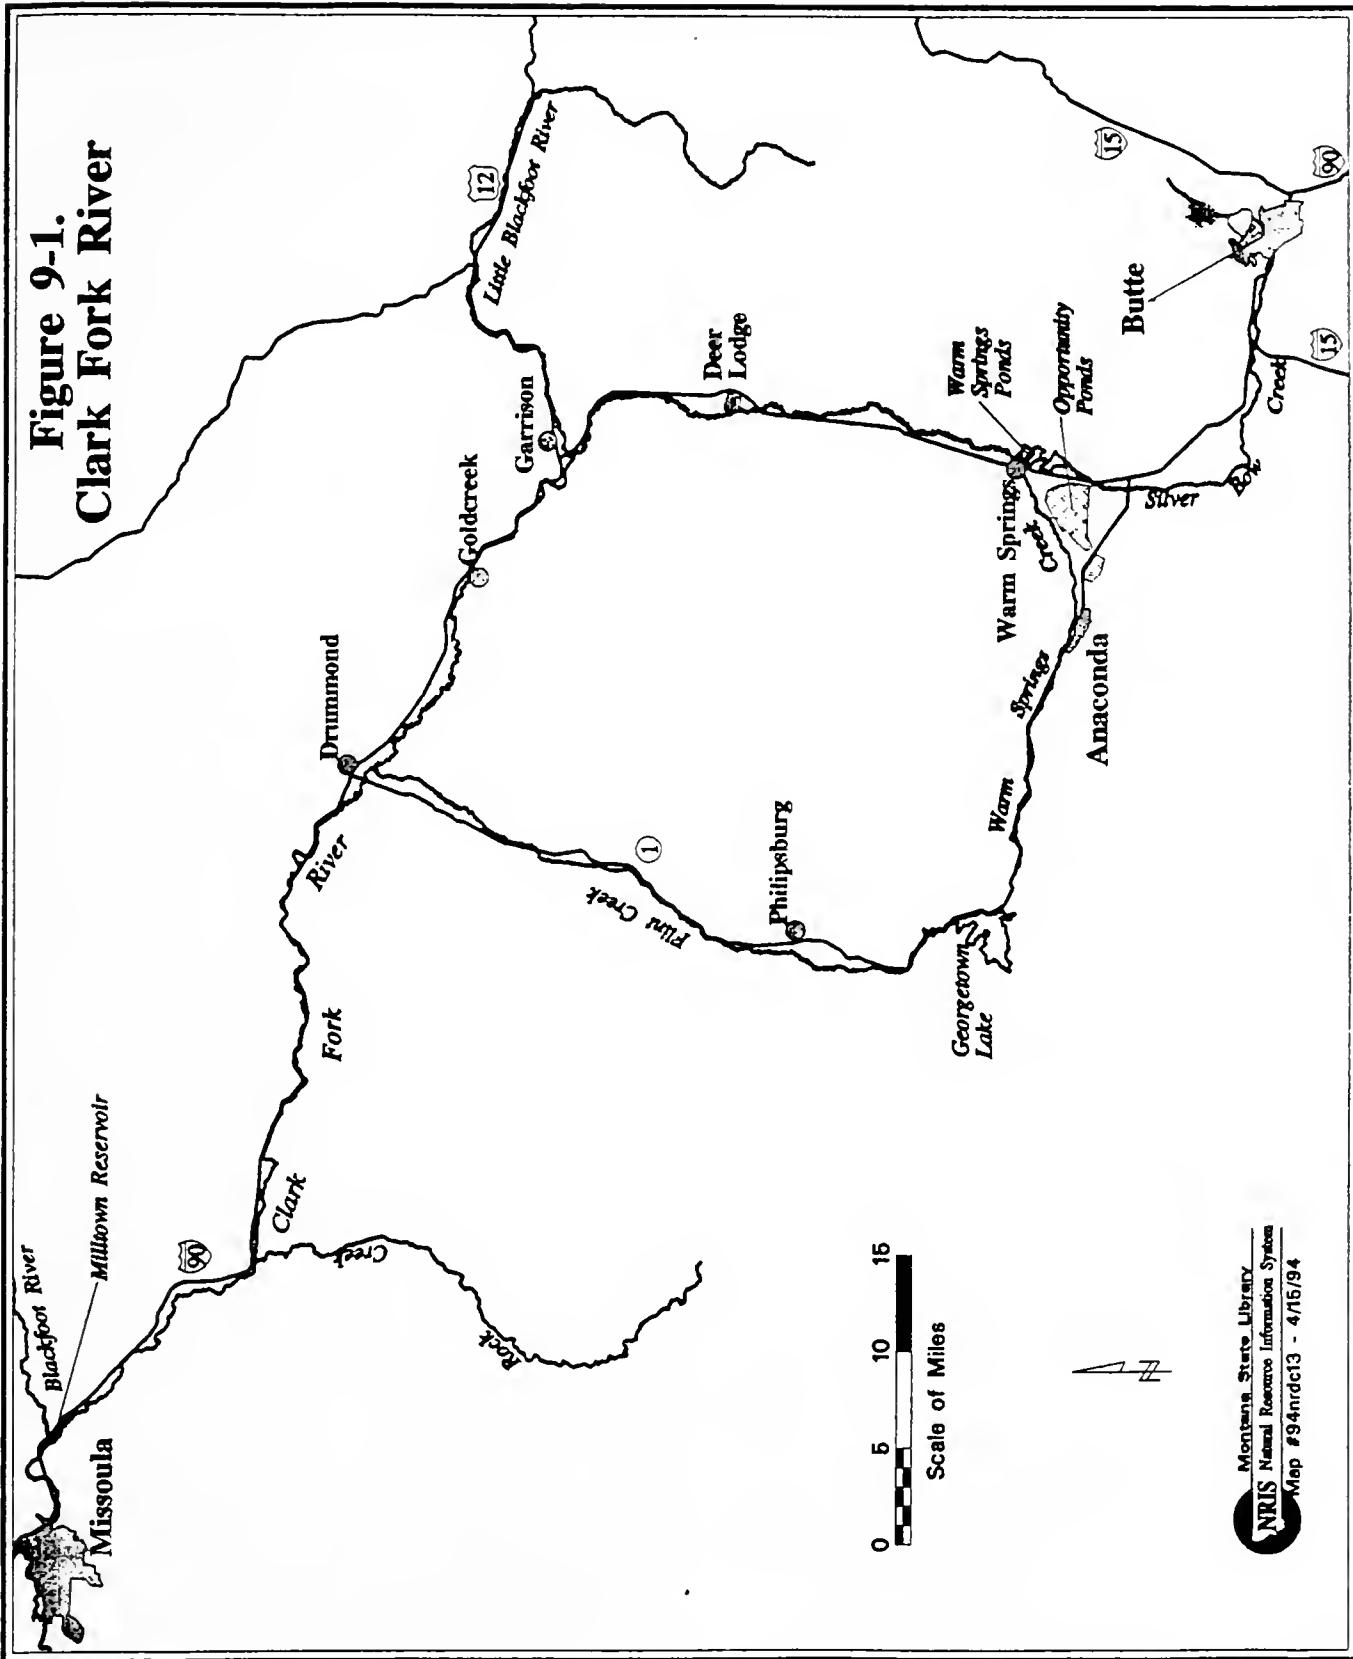 Figure 9-1.
Clark Fork River
Blackfoot River
Milltown Reservoir
Missoula
90
Clark
Fork
River
Rock
Creek
Drummond
Goldcreek
Garrison
12
Little Blackfoot River
Deer
Lodge
1
Flint Creek
Philipsburg
Georgetown
Lake
Warm
Springs
Creek
Anaconda
Warm Springs
Warm
Springs
Ponds
Opportunity
Ponds
Silver
Bow
Creek
Butte
15
15
90
0 5 10 15
Scale of Miles
N
Montana State Library
NRIS Natural Resource Information System
Map #94nrdc13 - 4/15/94